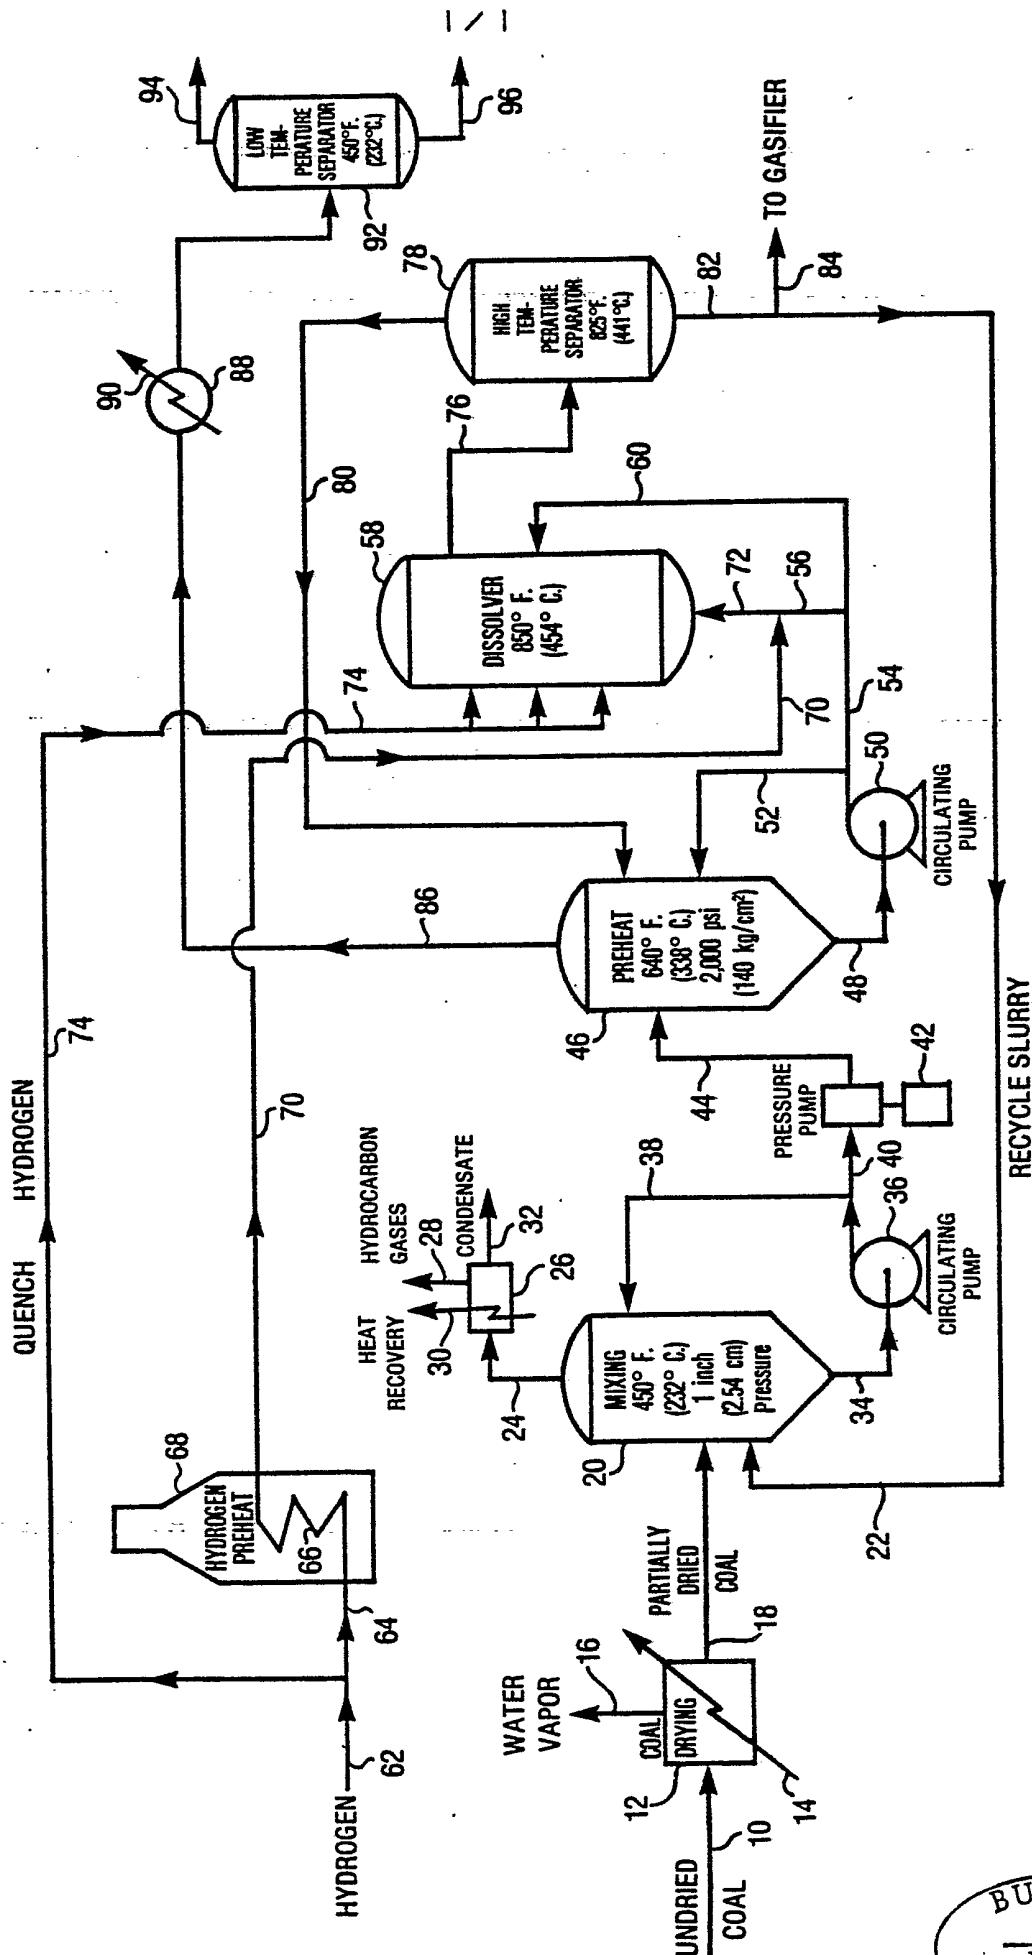 1/1
QUENCH HYDROGEN
74
HYDROGEN
62
64
HYDROGEN
PREHEAT
66
68
70
74
70
72
56
54
60
DISSOLVER
850° F.
(454° C.)
58
76
HIGH
TEM-
PERATURE
SEPARATOR
825°F.
(441°C.)
78
80
82
84
TO GASIFIER
86
88
90
LOW
TEM-
PERATURE
SEPARATOR
450°F.
(232°C.)
92
94
96
UNDRIED
COAL
10
COAL
DRYING
12
14
WATER
VAPOR
16
PARTIALLY
DRIED
COAL
18
MIXING
450° F.
(232° C.)
1 inch
(2.54 cm)
pressure
20
22
24
HEAT
RECOVERY
30
HYDROCARBON
GASES
28
CONDENSATE
32
26
34
36
CIRCULATING
PUMP
38
40
PRESSURE
PUMP
42
44
PREHEAT
640° F.
(338° C.)
2,000 psi
(140 kg/cm²)
46
48
50
CIRCULATING
PUMP
52
RECYCLE SLURRY
BU